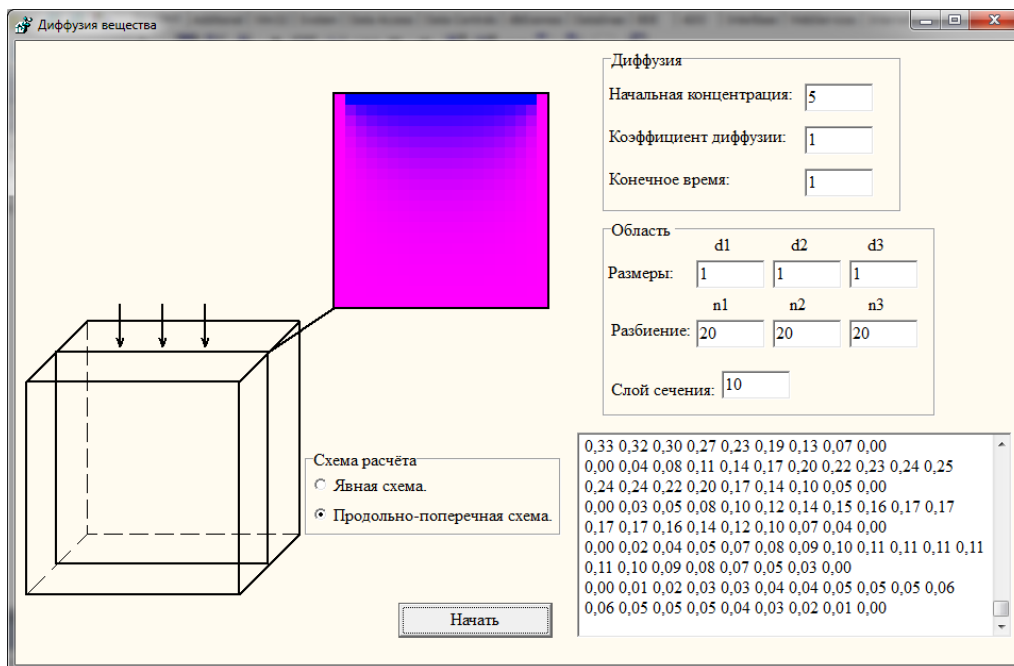 Диффузия вещества
Диффузия
Начальная концентрация: 5
Коэффициент диффузии: 1
Конечное время: 1
Область
d1 d2 d3
Размеры: 1 1 1
n1 n2 n3
Разбиение: 20 20 20
Слой сечения: 10
Схема расчёта
Явная схема.
Продольно-поперечная схема.
Начать
0,33 0,32 0,30 0,27 0,23 0,19 0,13 0,07 0,00
0,00 0,04 0,08 0,11 0,14 0,17 0,20 0,22 0,23 0,24 0,25
0,24 0,24 0,22 0,20 0,17 0,14 0,10 0,05 0,00
0,00 0,03 0,05 0,08 0,10 0,12 0,14 0,15 0,16 0,17 0,17
0,17 0,17 0,16 0,14 0,12 0,10 0,07 0,04 0,00
0,00 0,02 0,04 0,05 0,07 0,08 0,09 0,10 0,11 0,11 0,11 0,11
0,11 0,10 0,09 0,08 0,07 0,05 0,03 0,00
0,00 0,01 0,02 0,03 0,03 0,04 0,04 0,05 0,05 0,05 0,06
0,06 0,05 0,05 0,05 0,04 0,03 0,02 0,01 0,00